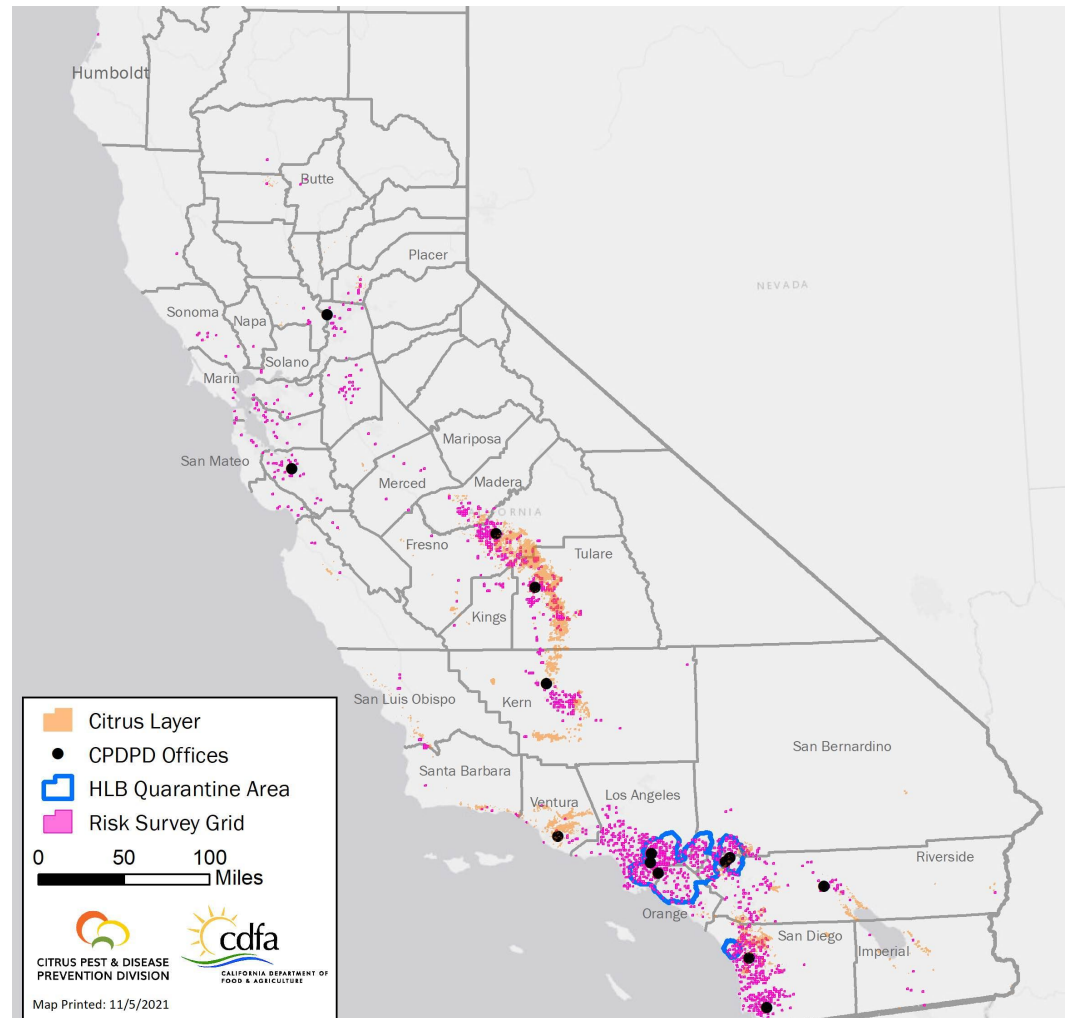 Humboldt
Butte
Placer
NEVADA
Sonoma
Napa
Solano
Marin
Mariposa
San Mateo
Merced
Madera
Fresno
Tulare
Kings
San Luis Obispo
Kern
San Bernardino
Santa Barbara
Ventura
Los Angeles
Riverside
Orange
San Diego
Imperial
Citrus Layer
CPDPD Offices
HLB Quarantine Area
Risk Survey Grid
0 50 100
Miles
CITRUS PEST & DISEASE
PREVENTION DIVISION
cdfa
CALIFORNIA DEPARTMENT OF
FOOD & AGRICULTURE
Map Printed: 11/5/2021